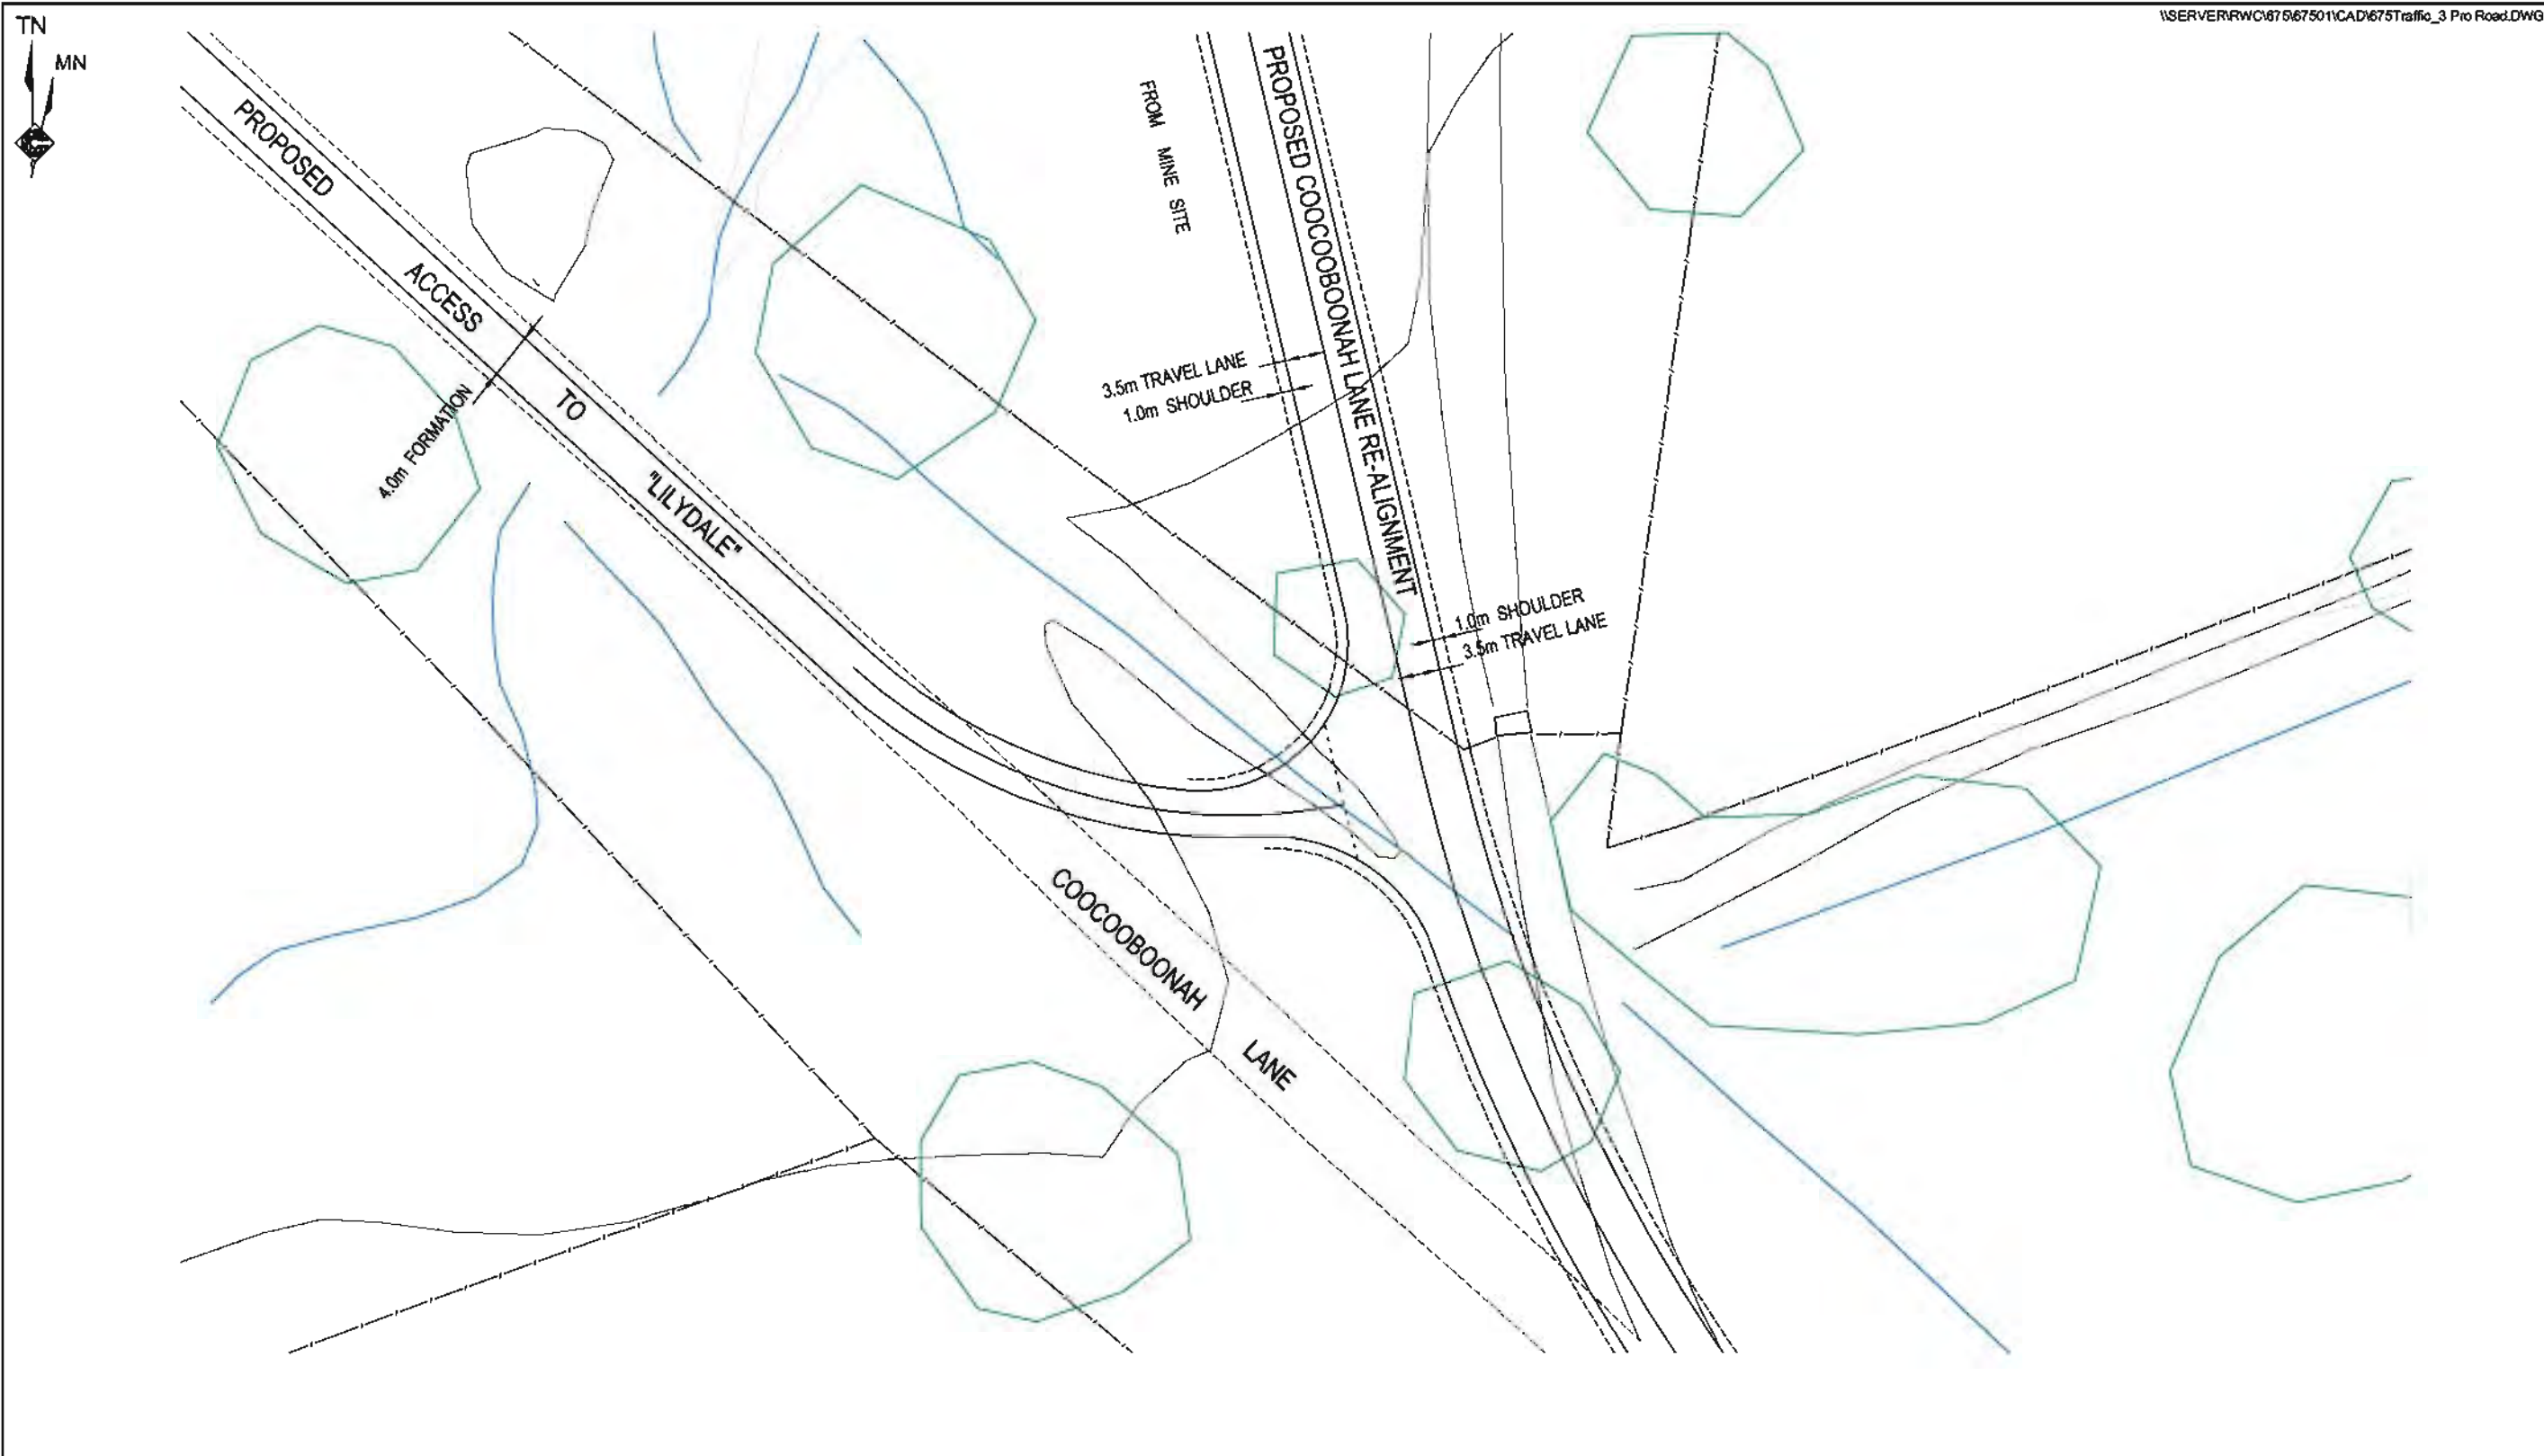 \\SERVER\RWC\675\67501\CAD\675Traffic_3 Pro Road.DWG
TN
MN
PROPOSED
ACCESS
TO
"LILYDALE"
4.0m FORMATION
FROM MINE SITE
PROPOSED COOCOOBOONAH LANE RE-ALIGNMENT
3.5m TRAVEL LANE
1.0m SHOULDER
1.0m SHOULDER
3.5m TRAVEL LANE
COOCOOBOONAH
LANE